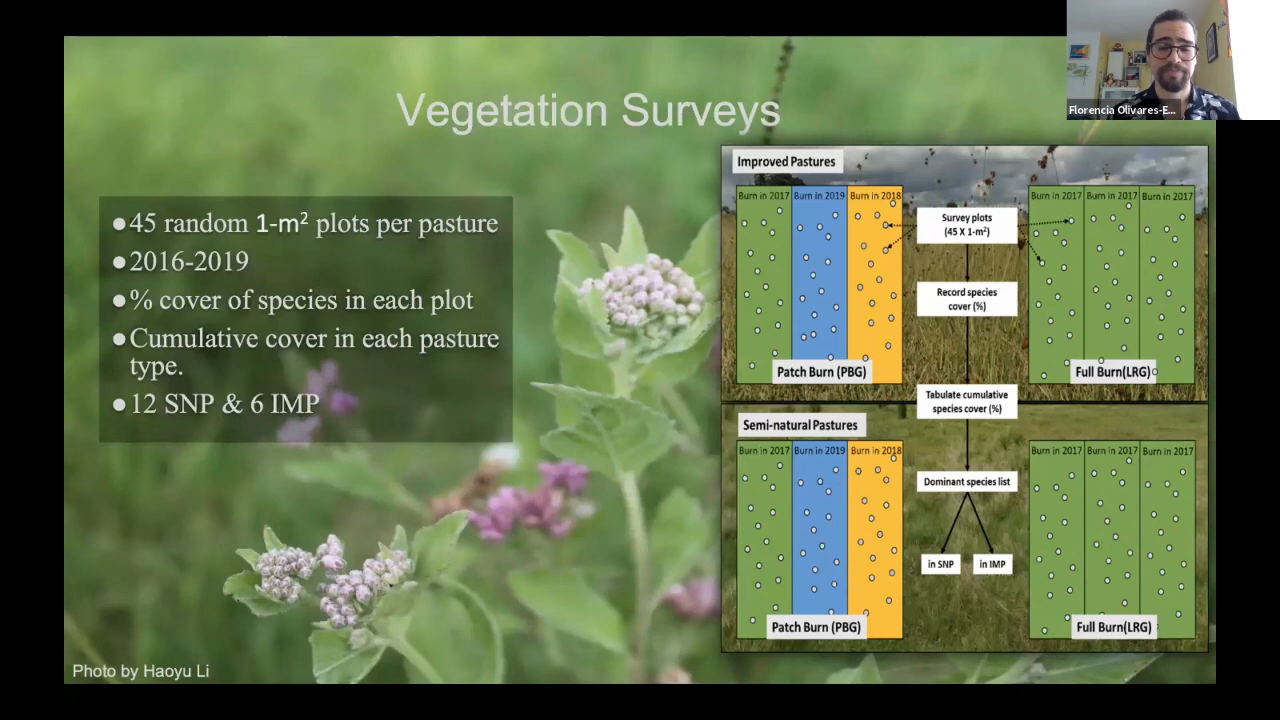 Florencia Olivares-E...
Vegetation Surveys
●45 random 1-m² plots per pasture
●2016-2019
●% cover of species in each plot
●Cumulative cover in each pasture
type.
●12 SNP & 6 IMP
Improved Pastures
Burn in 2017 Burn in 2019 Burn in 2018
Survey plots
(45 X 1-m²)
Burn in 2017 Burn in 2017 Burn in 2017
Record species
cover (%)
Patch Burn (PBG)
Full Burn(LRG)
Tabulate cumulative
species cover (%)
Semi-natural Pastures
Burn in 2017 Burn in 2019 Burn in 2018
Burn in 2017 Burn in 2017 Burn in 2017
Dominant species list
in SNP
in IMP
Patch Burn (PBG)
Full Burn(LRG)
Photo by Haoyu Li